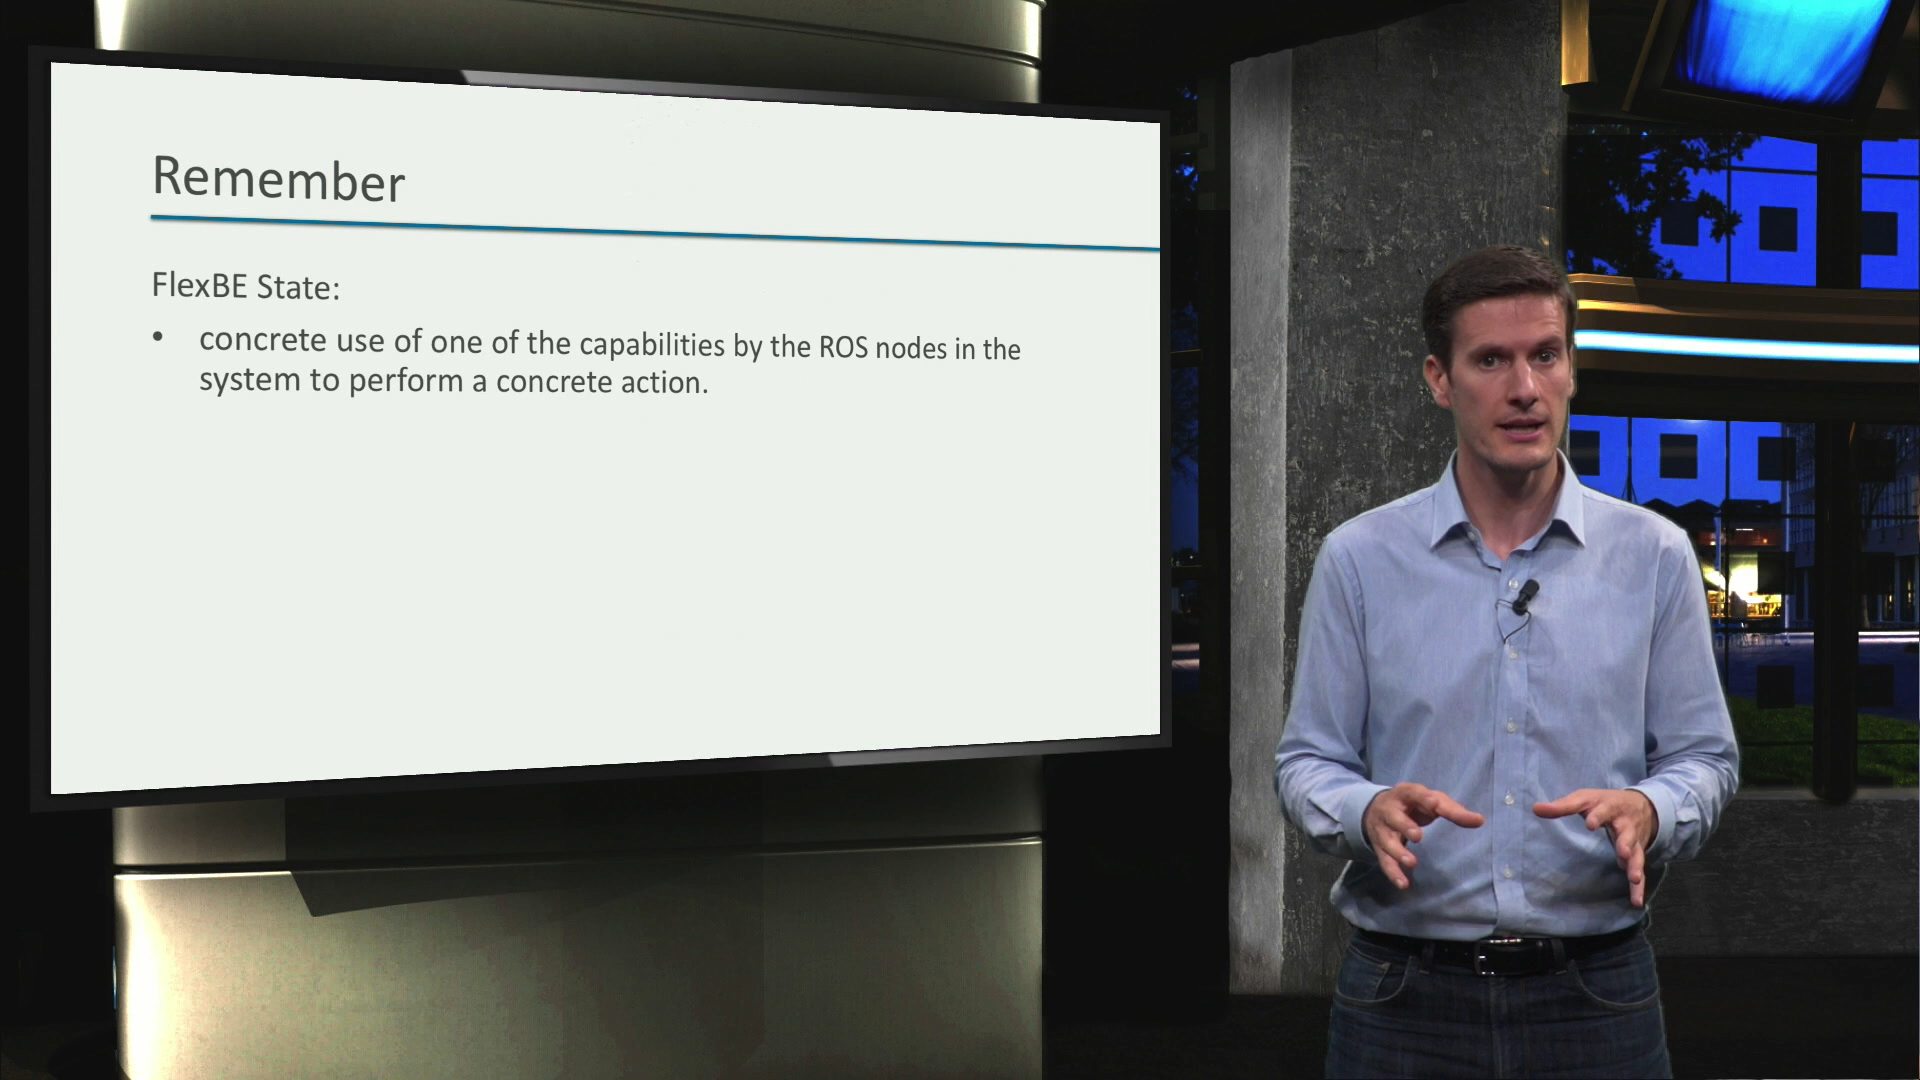 Remember
FlexBE State:
• concrete use of one of the capabilities by the ROS nodes in the
system to perform a concrete action.